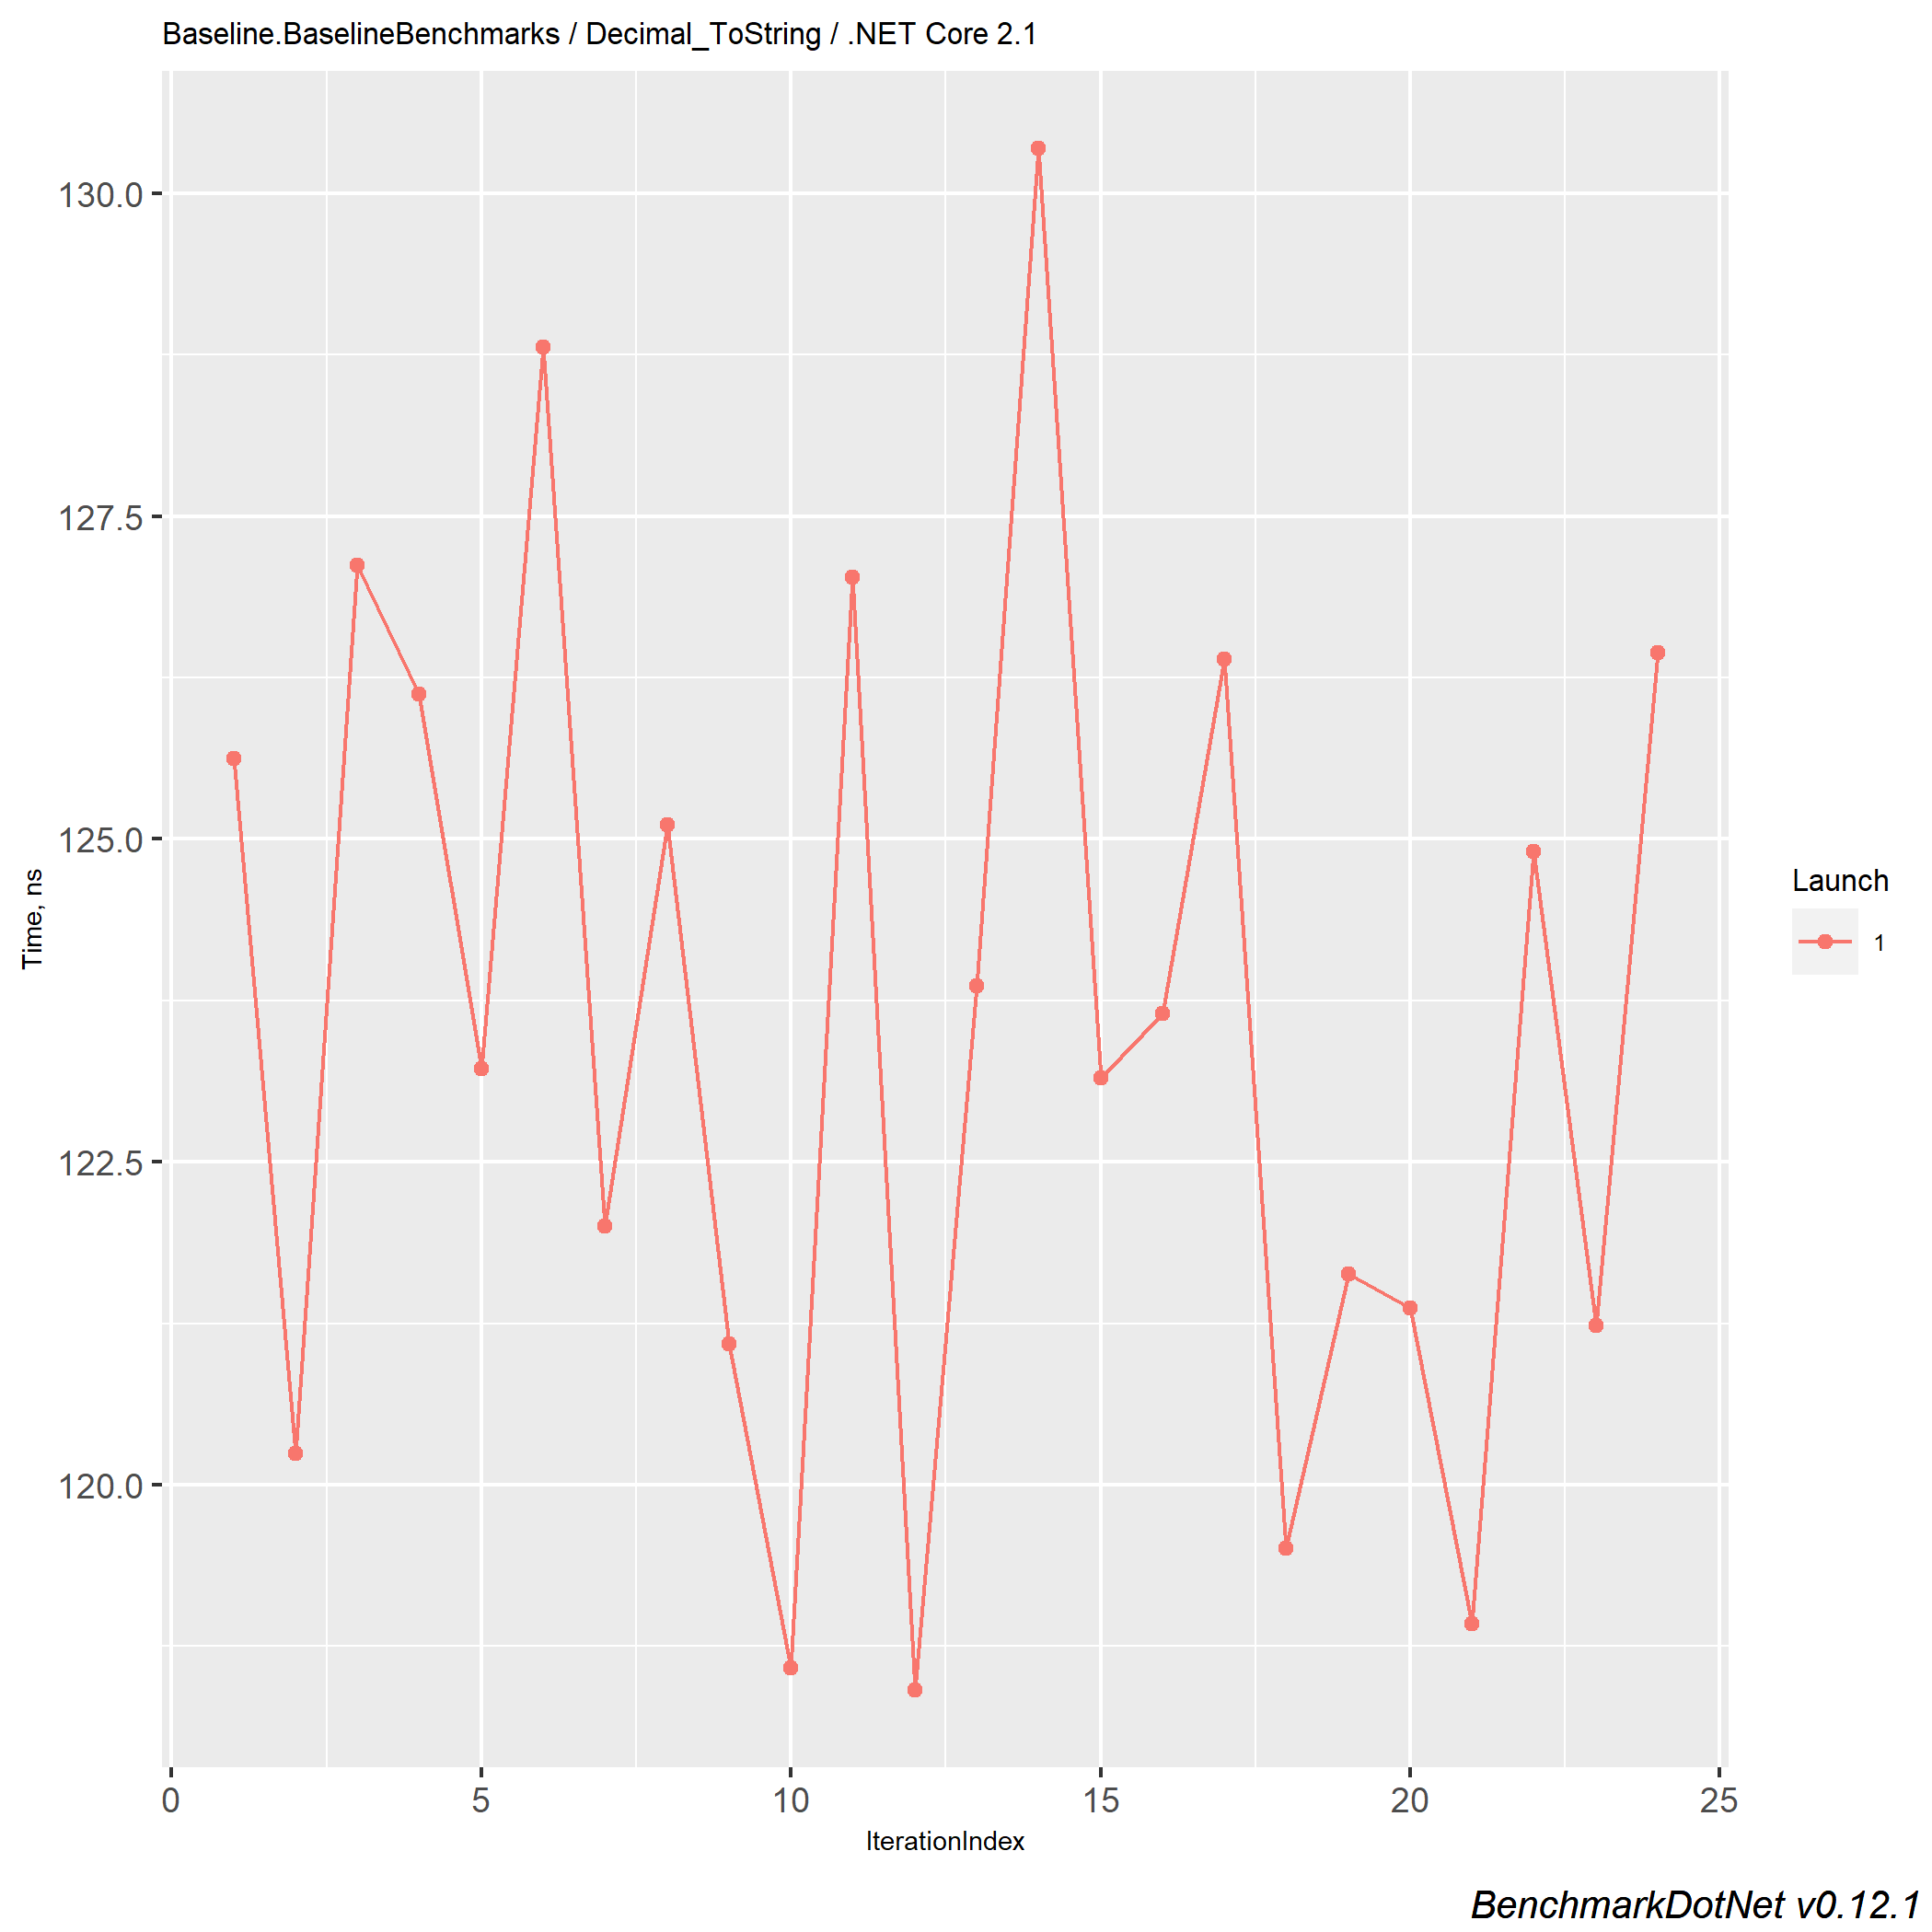 Baseline.BaselineBenchmarks / Decimal_ToString / .NET Core 2.1
130.0
127.5
125.0
122.5
120.0
Time, ns
0 5 10 15 20 25
IterationIndex
Launch
1
BenchmarkDotNet v0.12.1